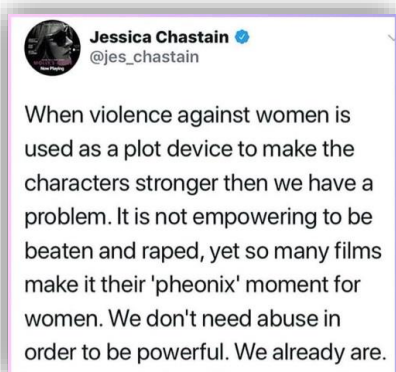 Jessica Chastain
@jes_chastain
When violence against women is
used as a plot device to make the
characters stronger then we have a
problem. It is not empowering to be
beaten and raped, yet so many films
make it their 'pheonix' moment for
women. We don't need abuse in
order to be powerful. We already are.